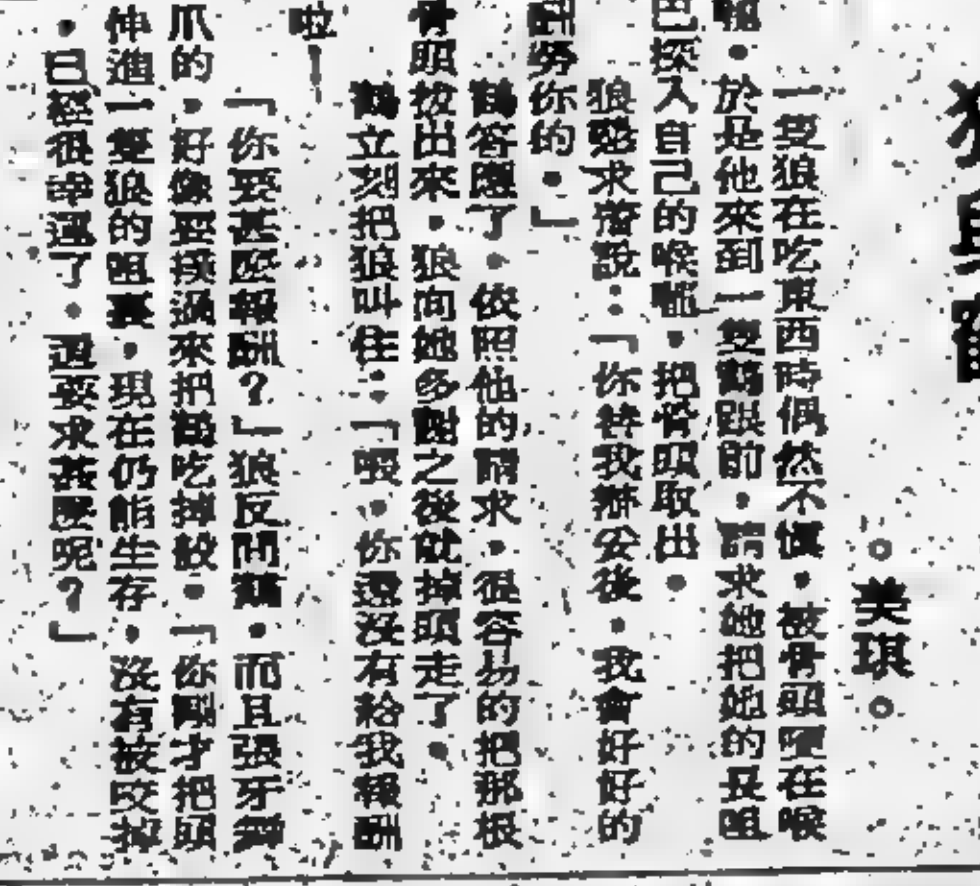 狼與鶴
○美琪○
一隻狼在吃東西時偶然不慎，被骨頭哽在喉
嚨。於是他來到一隻鶴跟前，請求她把她的長咀
巴探入自己的喉嚨，把骨頭取出。
狼懇求着說：「你替我辦妥後，我會好好的
酬勞你的。」
鶴答應了。依照他的請求，很容易的把那根
骨頭救出來。狼向她多謝之後就掉頭走了。
鶴立刻把狼叫住：「喂，你還沒有給我報酬
啦！
「你要甚麽報酬？」狼反問鶴，而且張牙舞
爪的，好像要撲過來把鶴吃掉般。「你剛才把頭
伸進一隻狼的咀裏，現在仍能生存，沒有被咬掉
，已經很幸運了。還要求甚麽呢？」